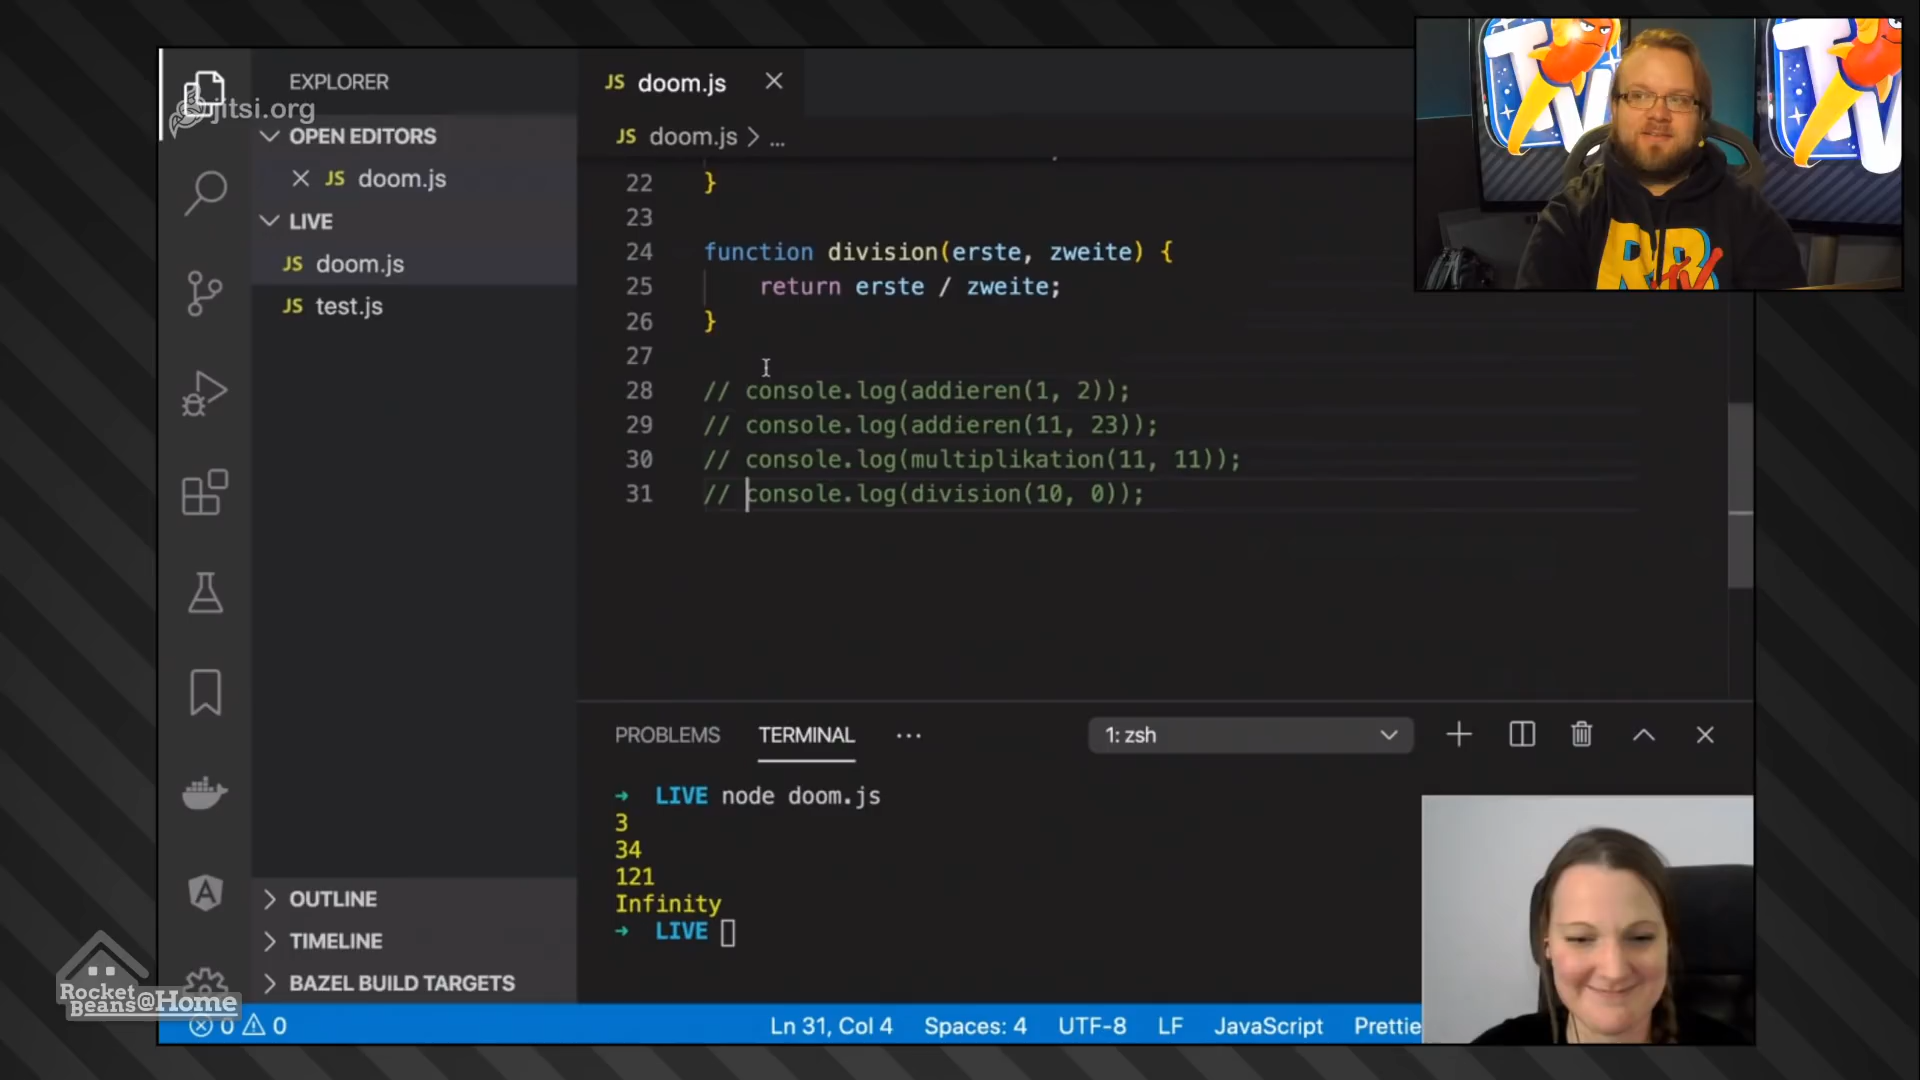 jitsi.org
EXPLORER
OPEN EDITORS
JS doom.js
LIVE
JS doom.js
JS test.js
OUTLINE
TIMELINE
BAZEL BUILD TARGETS
JS doom.js
JS doom.js > ...
22 }
23
24 function division(erste, zweite) {
25 return erste / zweite;
26 }
27
28 // console.log(addieren(1, 2));
29 // console.log(addieren(11, 23));
30 // console.log(multiplikation(11, 11));
31 // console.log(division(10, 0));
PROBLEMS TERMINAL ... 1: zsh
→ LIVE node doom.js
3
34
121
Infinity
→ LIVE
0 0 Ln 31, Col 4 Spaces: 4 UTF-8 LF JavaScript Prettie
Rocket
Beans@Home
TV
TV
RBTV